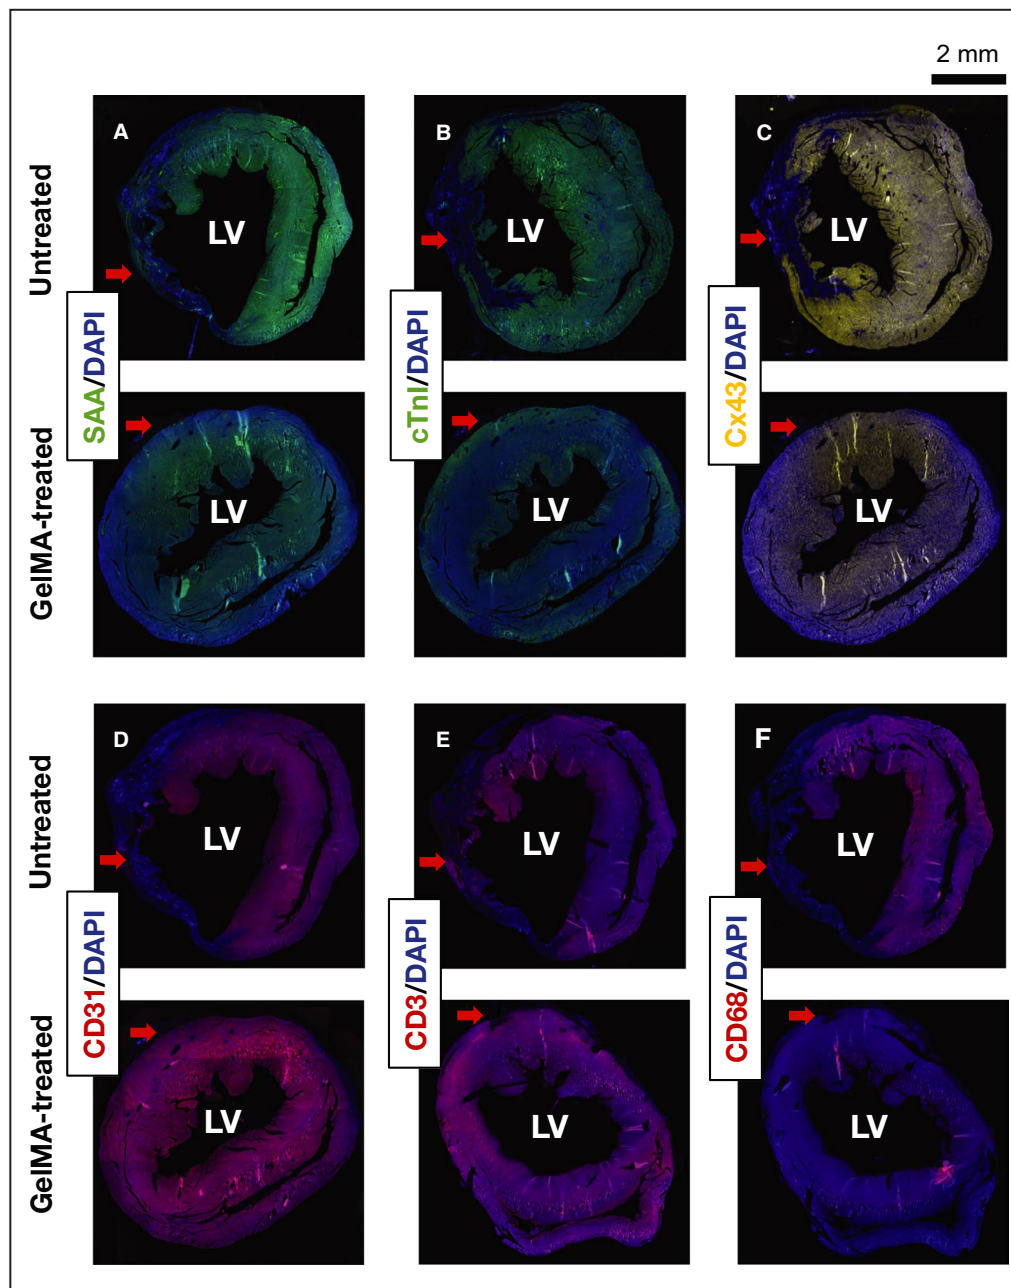 2 mm
Untreated
A
LV
B
LV
C
LV
SAA/DAPI
cTnI/DAPI
Cx43/DAPI
GelMA-treated
LV
LV
LV
Untreated
D
LV
E
LV
F
LV
CD31/DAPI
CD3/DAPI
CD68/DAPI
GelMA-treated
LV
LV
LV